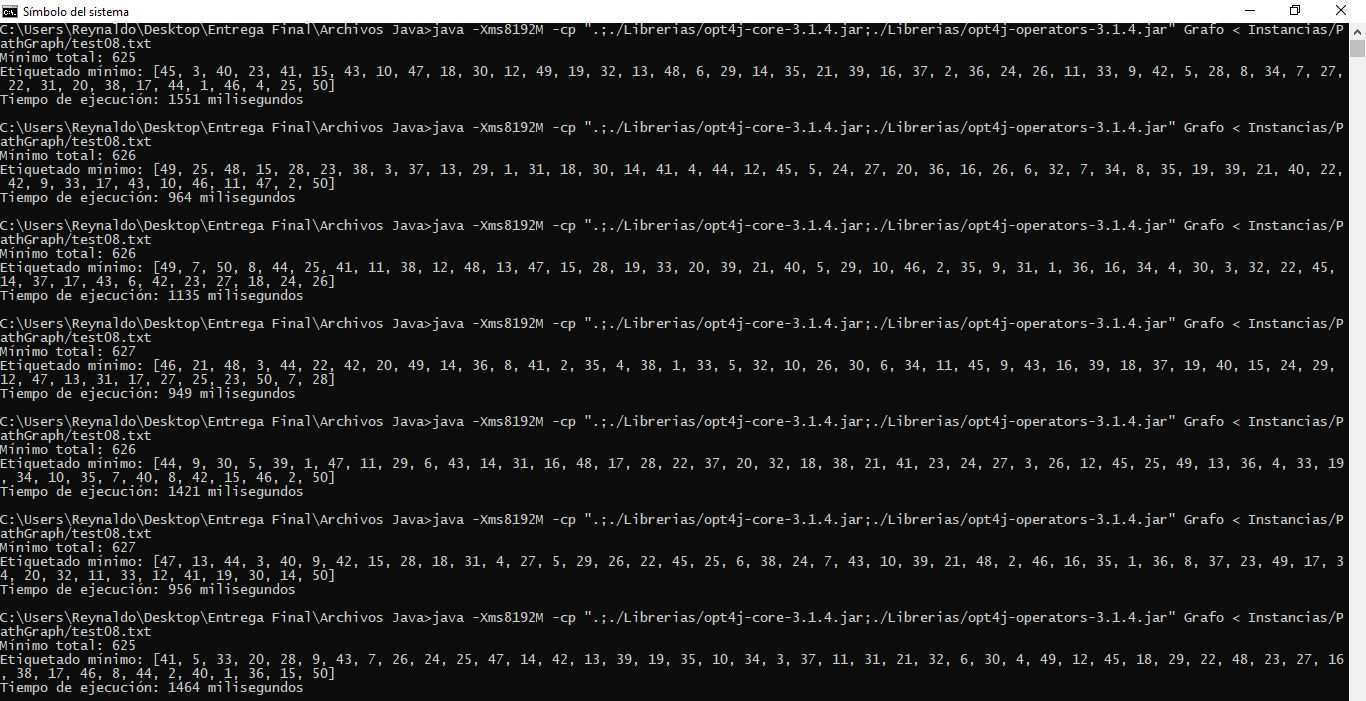 Símbolo del sistema
C:\Users\Reynaldo\Desktop\Entrega Final\Archivos Java>java -Xms8192M -cp ".;./Librerias/opt4j-core-3.1.4.jar;./Librerias/opt4j-operators-3.1.4.jar" Grafo < Instancias/P
athGraph/test08.txt
Mínimo total: 625
Etiquetado mínimo: [45, 3, 40, 23, 41, 15, 43, 10, 47, 18, 30, 12, 49, 19, 32, 13, 48, 6, 29, 14, 35, 21, 39, 16, 37, 2, 36, 24, 26, 11, 33, 9, 42, 5, 28, 8, 34, 7, 27,
 22, 31, 20, 38, 17, 44, 1, 46, 4, 25, 50]
Tiempo de ejecución: 1551 milisegundos
C:\Users\Reynaldo\Desktop\Entrega Final\Archivos Java>java -Xms8192M -cp ".;./Librerias/opt4j-core-3.1.4.jar;./Librerias/opt4j-operators-3.1.4.jar" Grafo < Instancias/P
athGraph/test08.txt
Mínimo total: 626
Etiquetado mínimo: [49, 25, 48, 15, 28, 23, 38, 3, 37, 13, 29, 1, 31, 18, 30, 14, 41, 4, 44, 12, 45, 5, 24, 27, 20, 36, 16, 26, 6, 32, 7, 34, 8, 35, 19, 39, 21, 40, 22,
 42, 9, 33, 17, 43, 10, 46, 11, 47, 2, 50]
Tiempo de ejecución: 964 milisegundos
C:\Users\Reynaldo\Desktop\Entrega Final\Archivos Java>java -Xms8192M -cp ".;./Librerias/opt4j-core-3.1.4.jar;./Librerias/opt4j-operators-3.1.4.jar" Grafo < Instancias/P
athGraph/test08.txt
Mínimo total: 626
Etiquetado mínimo: [49, 7, 50, 8, 44, 25, 41, 11, 38, 12, 48, 13, 47, 15, 28, 19, 33, 20, 39, 21, 40, 5, 29, 10, 46, 2, 35, 9, 31, 1, 36, 16, 34, 4, 30, 3, 32, 22, 45,
14, 37, 17, 43, 6, 42, 23, 27, 18, 24, 26]
Tiempo de ejecución: 1135 milisegundos
C:\Users\Reynaldo\Desktop\Entrega Final\Archivos Java>java -Xms8192M -cp ".;./Librerias/opt4j-core-3.1.4.jar;./Librerias/opt4j-operators-3.1.4.jar" Grafo < Instancias/P
athGraph/test08.txt
Mínimo total: 627
Etiquetado mínimo: [46, 21, 48, 3, 44, 22, 42, 20, 49, 14, 36, 8, 41, 2, 35, 4, 38, 1, 33, 5, 32, 10, 26, 30, 6, 34, 11, 45, 9, 43, 16, 39, 18, 37, 19, 40, 15, 24, 29,
12, 47, 13, 31, 17, 27, 25, 23, 50, 7, 28]
Tiempo de ejecución: 949 milisegundos
C:\Users\Reynaldo\Desktop\Entrega Final\Archivos Java>java -Xms8192M -cp ".;./Librerias/opt4j-core-3.1.4.jar;./Librerias/opt4j-operators-3.1.4.jar" Grafo < Instancias/P
athGraph/test08.txt
Mínimo total: 626
Etiquetado mínimo: [44, 9, 30, 5, 39, 1, 47, 11, 29, 6, 43, 14, 31, 16, 48, 17, 28, 22, 37, 20, 32, 18, 38, 21, 41, 23, 24, 27, 3, 26, 12, 45, 25, 49, 13, 36, 4, 33, 19
, 34, 10, 35, 7, 40, 8, 42, 15, 46, 2, 50]
Tiempo de ejecución: 1421 milisegundos
C:\Users\Reynaldo\Desktop\Entrega Final\Archivos Java>java -Xms8192M -cp ".;./Librerias/opt4j-core-3.1.4.jar;./Librerias/opt4j-operators-3.1.4.jar" Grafo < Instancias/P
athGraph/test08.txt
Mínimo total: 627
Etiquetado mínimo: [47, 13, 44, 3, 40, 9, 42, 15, 28, 18, 31, 4, 27, 5, 29, 26, 22, 45, 25, 6, 38, 24, 7, 43, 10, 39, 21, 48, 2, 46, 16, 35, 1, 36, 8, 37, 23, 49, 17, 3
4, 20, 32, 11, 33, 12, 41, 19, 30, 14, 50]
Tiempo de ejecución: 956 milisegundos
C:\Users\Reynaldo\Desktop\Entrega Final\Archivos Java>java -Xms8192M -cp ".;./Librerias/opt4j-core-3.1.4.jar;./Librerias/opt4j-operators-3.1.4.jar" Grafo < Instancias/P
athGraph/test08.txt
Mínimo total: 625
Etiquetado mínimo: [41, 5, 33, 20, 28, 9, 43, 7, 26, 24, 25, 47, 14, 42, 13, 39, 19, 35, 10, 34, 3, 37, 11, 31, 21, 32, 6, 30, 4, 49, 12, 45, 18, 29, 22, 48, 23, 27, 16
, 38, 17, 46, 8, 44, 2, 40, 1, 36, 15, 50]
Tiempo de ejecución: 1464 milisegundos